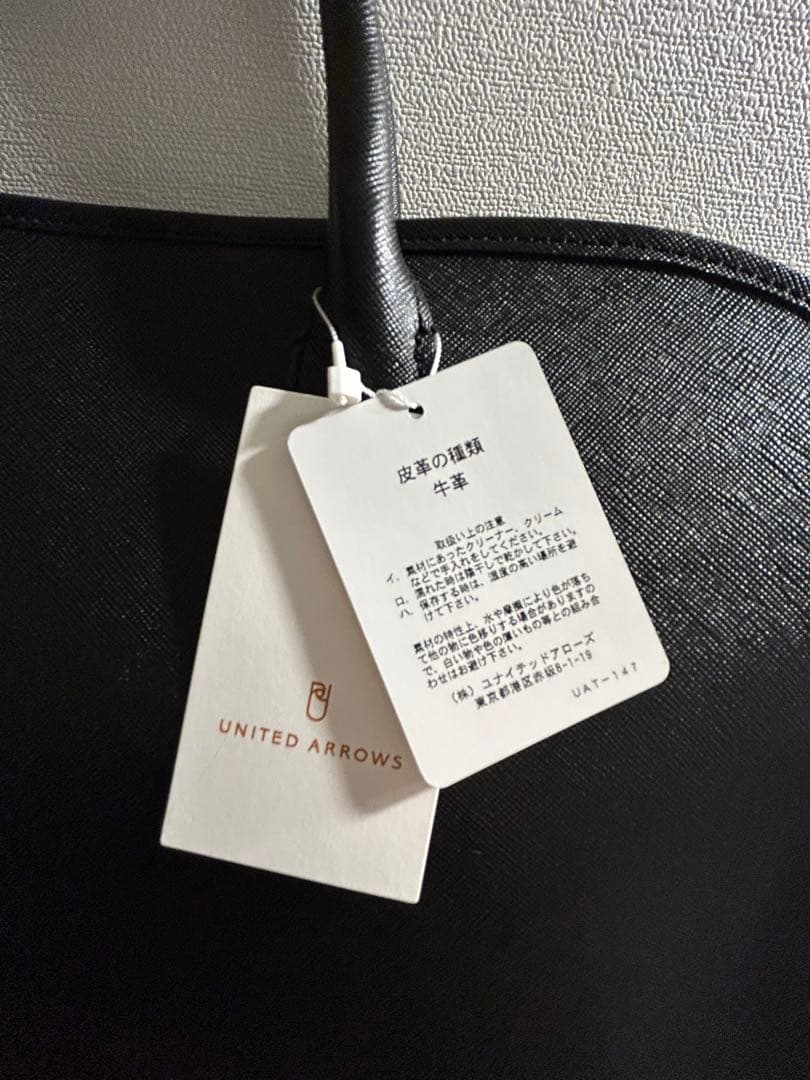 皮革の種類
牛革
取扱い上の注意
イ. 素材にあったクリーナー、クリーム
などで手入れをしてください。
ロ. 濡れた時は陰干しで乾かして下さい。
ハ. 保存する時は、湿度の高い場所を避
けて下さい。
素材の特性上、水や摩擦により色が落ち
て他の物に色移りする場合がありますの
で、白い物や色の薄いもの等との組み合
わせはお避け下さい。
(株) ユナイテッドアローズ
東京都港区赤坂8-1-19
UAT-147
UNITED ARROWS